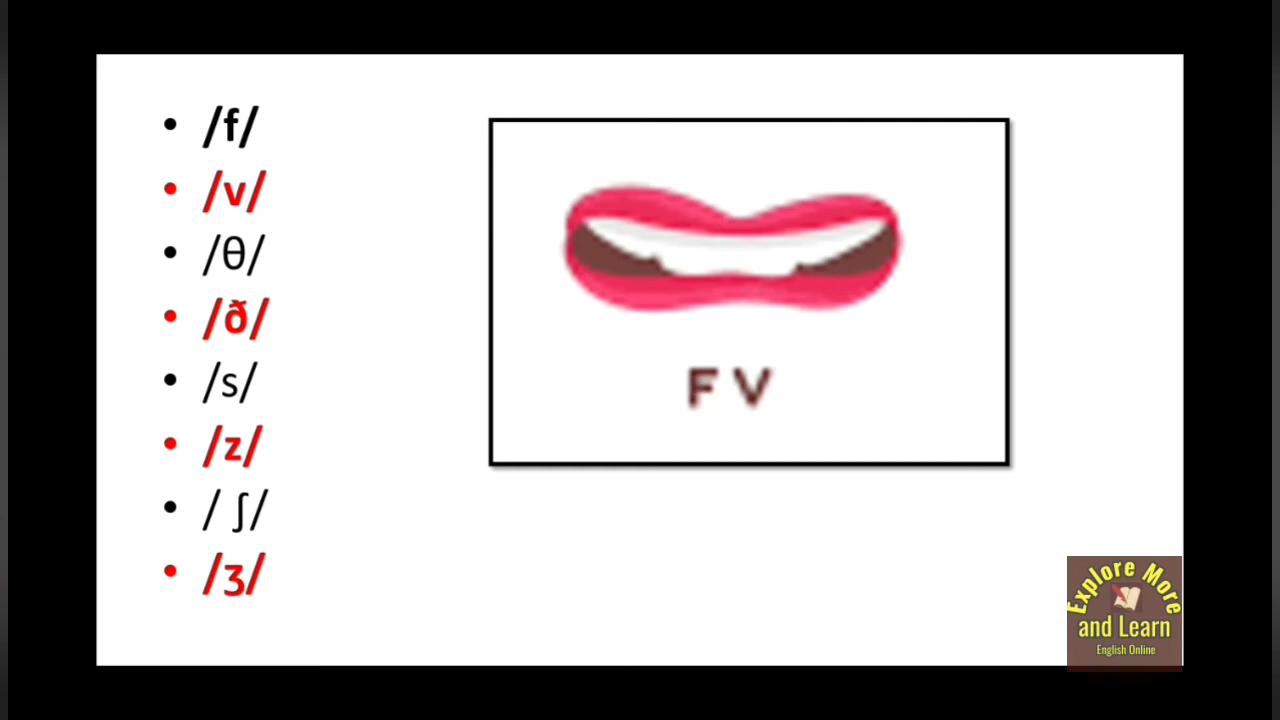 /f/
/v/
/θ/
/ð/
/s/
/z/
/ ʃ/
/ʒ/
F V
Explore More
and Learn
English Online